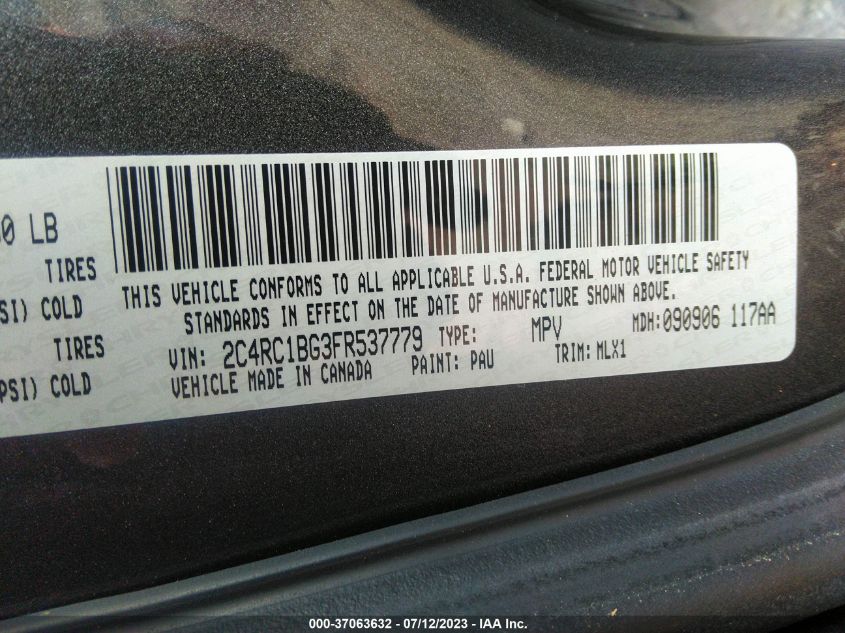 0 LB
TIRES
SI) COLD
TIRES
PSI) COLD
THIS VEHICLE CONFORMS TO ALL APPLICABLE U.S.A. FEDERAL MOTOR VEHICLE SAFETY
STANDARDS IN EFFECT ON THE DATE OF MANUFACTURE SHOWN ABOVE.
VIN: 2C4RC1BG3FR537779 TYPE: MPV MDH:090906 117AA
VEHICLE MADE IN CANADA PAINT: PAU TRIM: MLX1
000-37063632 - 07/12/2023 - IAA Inc.